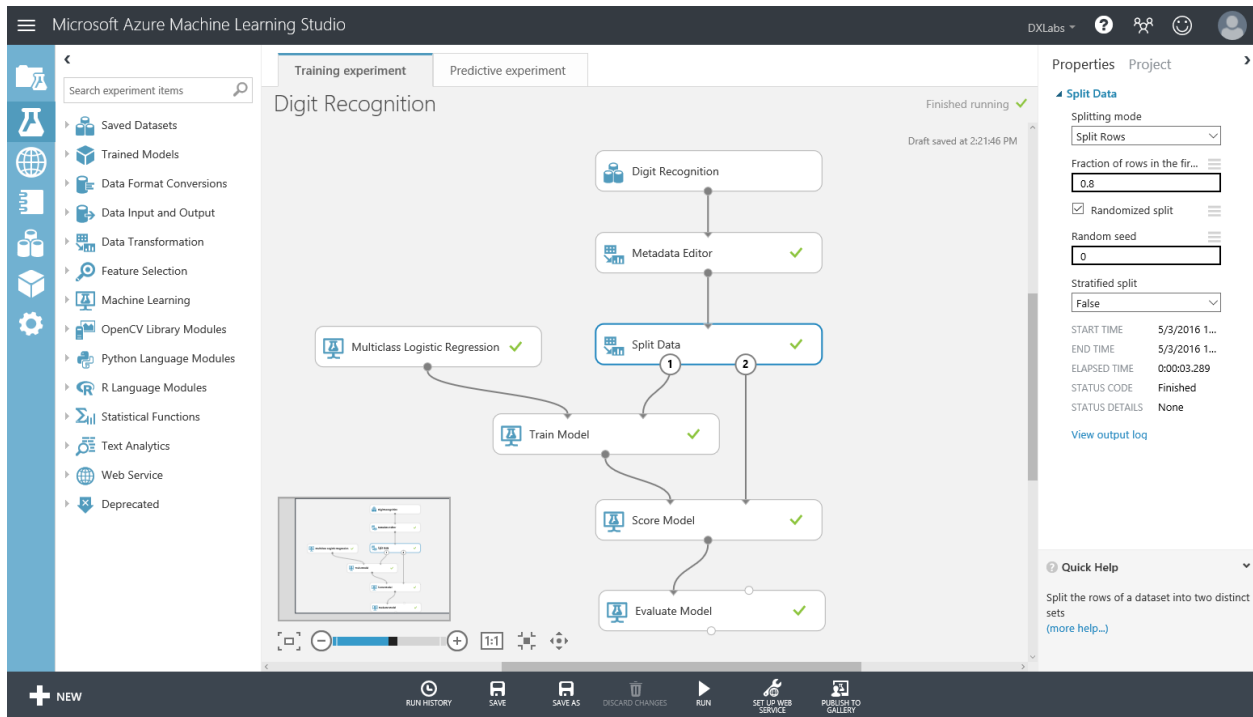 Microsoft Azure Machine Learning Studio
DXLabs
?
Search experiment items
Saved Datasets
Trained Models
Data Format Conversions
Data Input and Output
Data Transformation
Feature Selection
Machine Learning
OpenCV Library Modules
Python Language Modules
R Language Modules
Statistical Functions
Text Analytics
Web Service
Deprecated
Training experiment
Predictive experiment
Digit Recognition
Finished running
Draft saved at 2:21:46 PM
Digit Recognition
Metadata Editor
Multiclass Logistic Regression
Split Data
1
2
Train Model
Score Model
Evaluate Model
1:1
Properties
Project
Split Data
Splitting mode
Split Rows
Fraction of rows in the fir...
0.8
Randomized split
Random seed
0
Stratified split
False
START TIME 5/3/2016 1...
END TIME 5/3/2016 1...
ELAPSED TIME 0:00:03.289
STATUS CODE Finished
STATUS DETAILS None
View output log
Quick Help
Split the rows of a dataset into two distinct
sets
(more help...)
NEW
RUN HISTORY
SAVE
SAVE AS
DISCARD CHANGES
RUN
SET UP WEB
SERVICE
PUBLISH TO
GALLERY